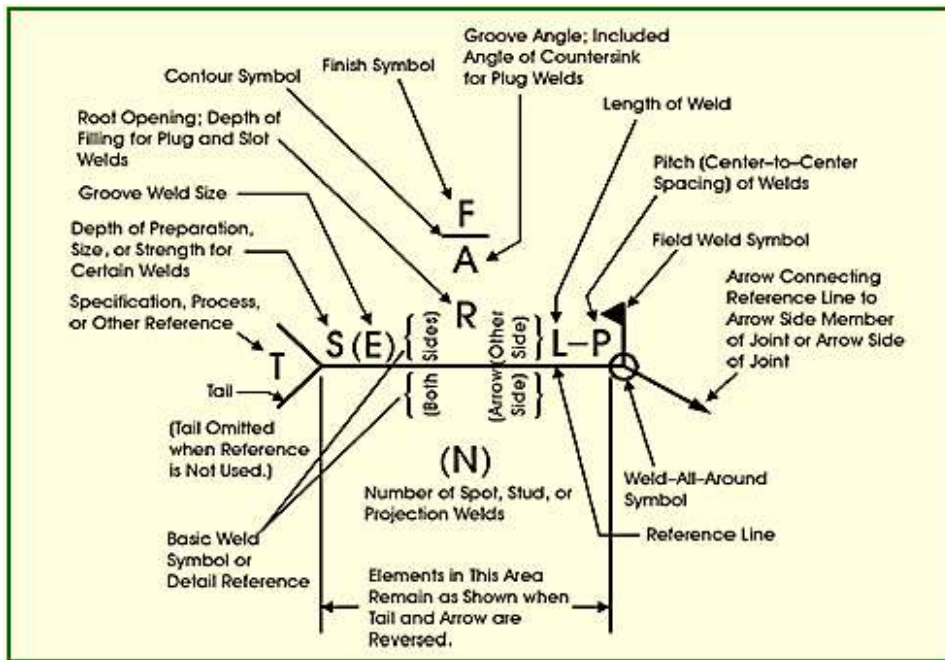 Groove Angle; Included
Angle of Countersink
for Plug Welds
Finish Symbol
Contour Symbol
Length of Weld
Root Opening; Depth of
Filling for Plug and Slot
Welds
Pitch (Center-to-Center
Spacing) of Welds
Groove Weld Size
F
A
Depth of Preparation,
Size, or Strength for
Certain Welds
Field Weld Symbol
Arrow Connecting
Reference Line to
Arrow Side Member
of Joint or Arrow Side
of Joint
Specification, Process,
or Other Reference
R
T
S (E)
{
(Both Sides)
(Arrow Side)
(Other Side)
}
L–P
{
}
Tail
(Tail Omitted
when Reference
is Not Used.)
(N)
Number of Spot, Stud, or
Projection Welds
Weld-All-Around
Symbol
Reference Line
Basic Weld
Symbol or
Detail Reference
Elements in This Area
Remain as Shown when
Tail and Arrow are
Reversed.